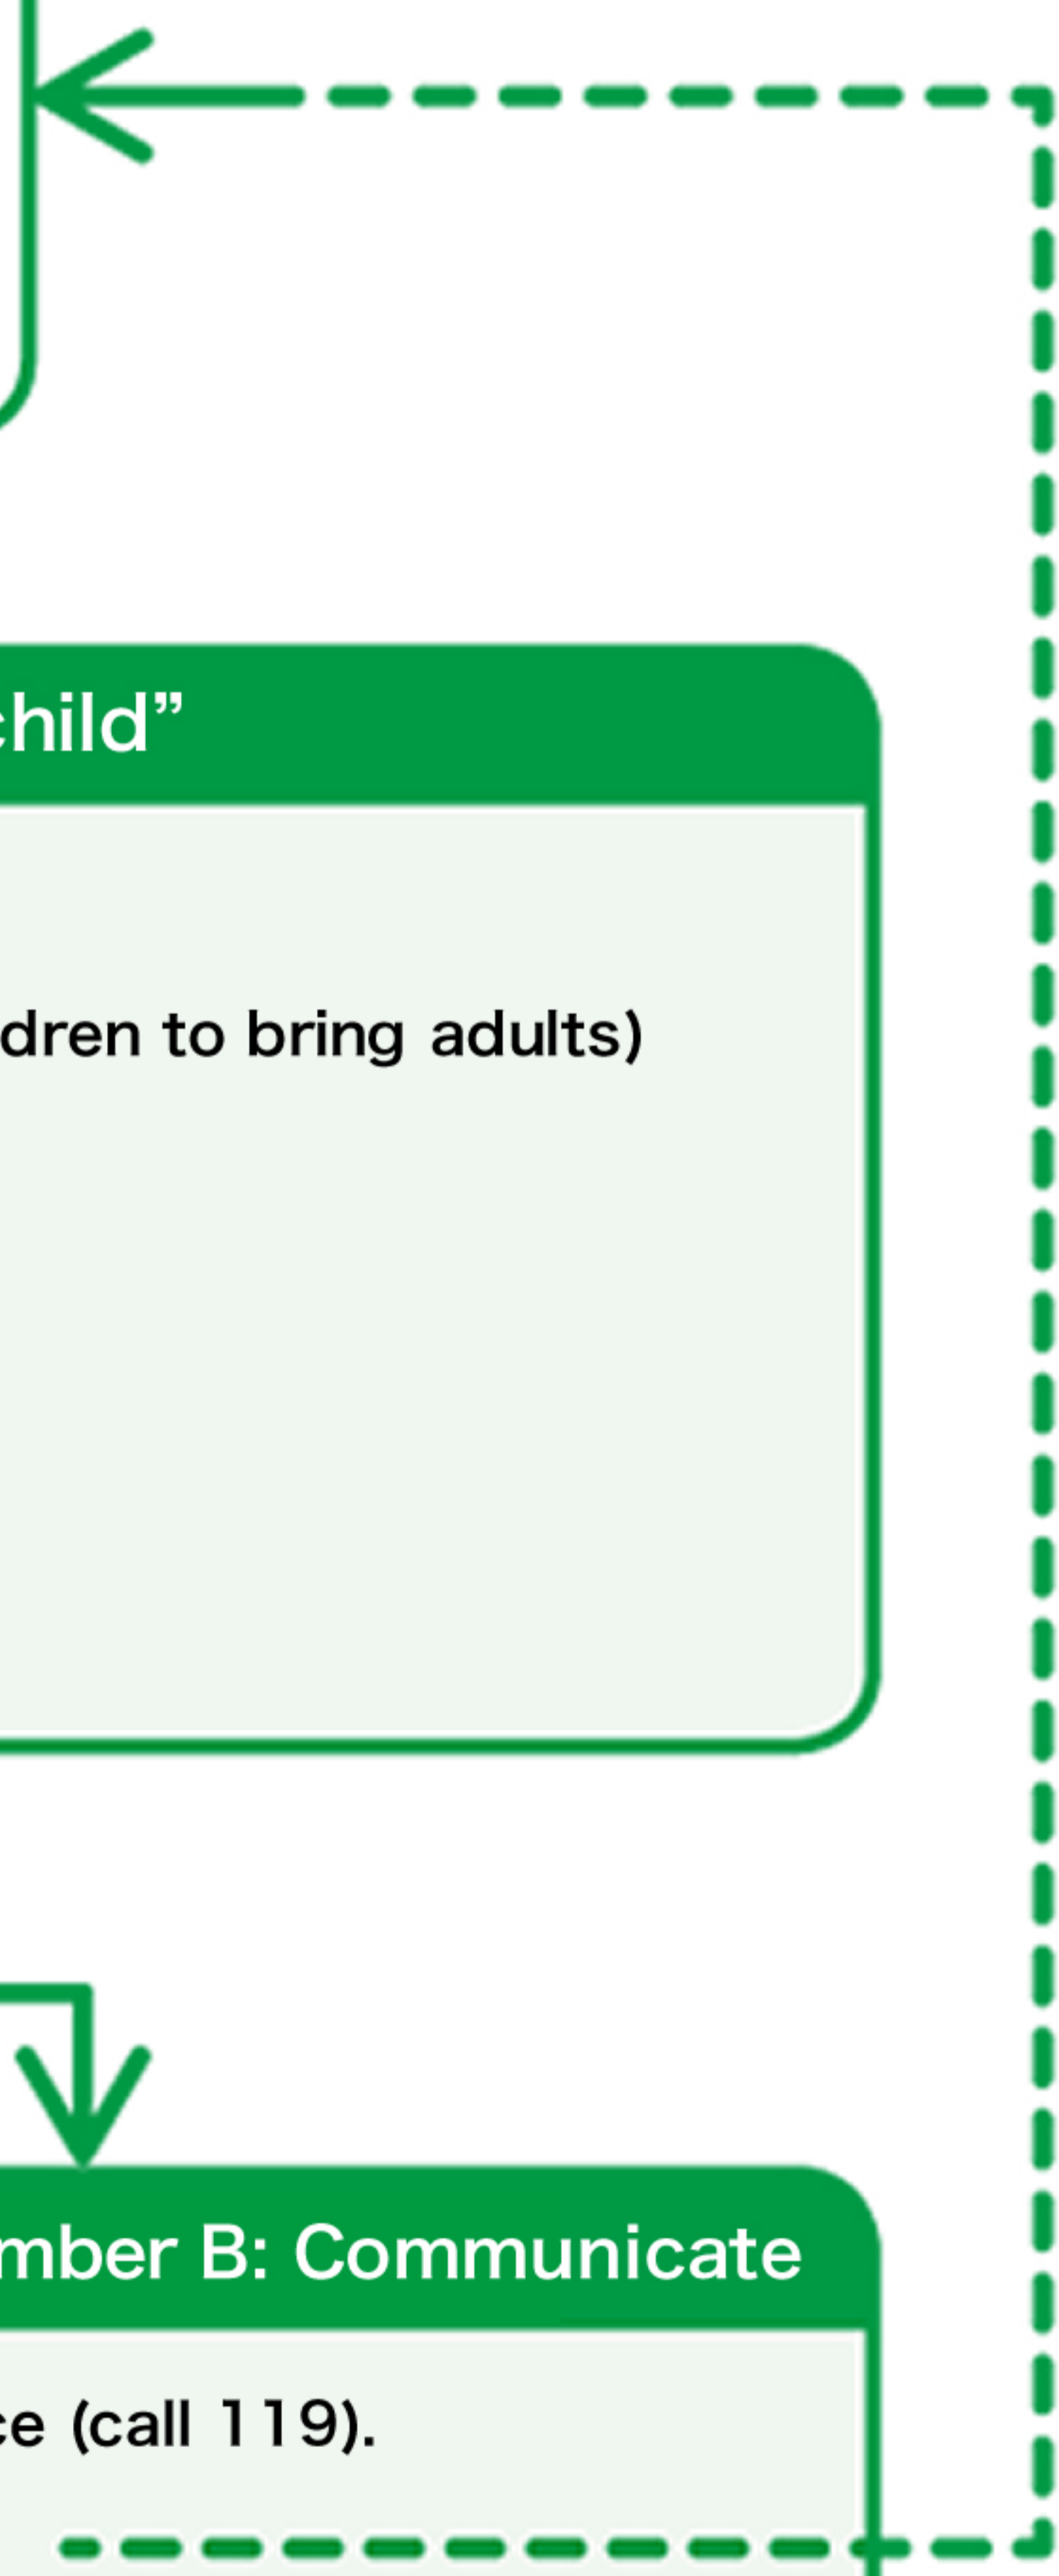 child”
dren to bring adults)
mber B: Communicate
ce (call 119).